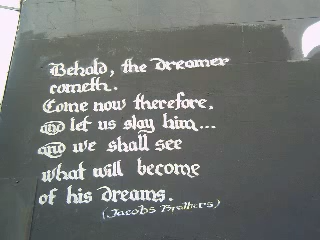 Behold, the dreamer
cometh.
Come now therefore,
and let us slay him...
and we shall see
what will become
of his dreams.
(Jacobs Brothers)